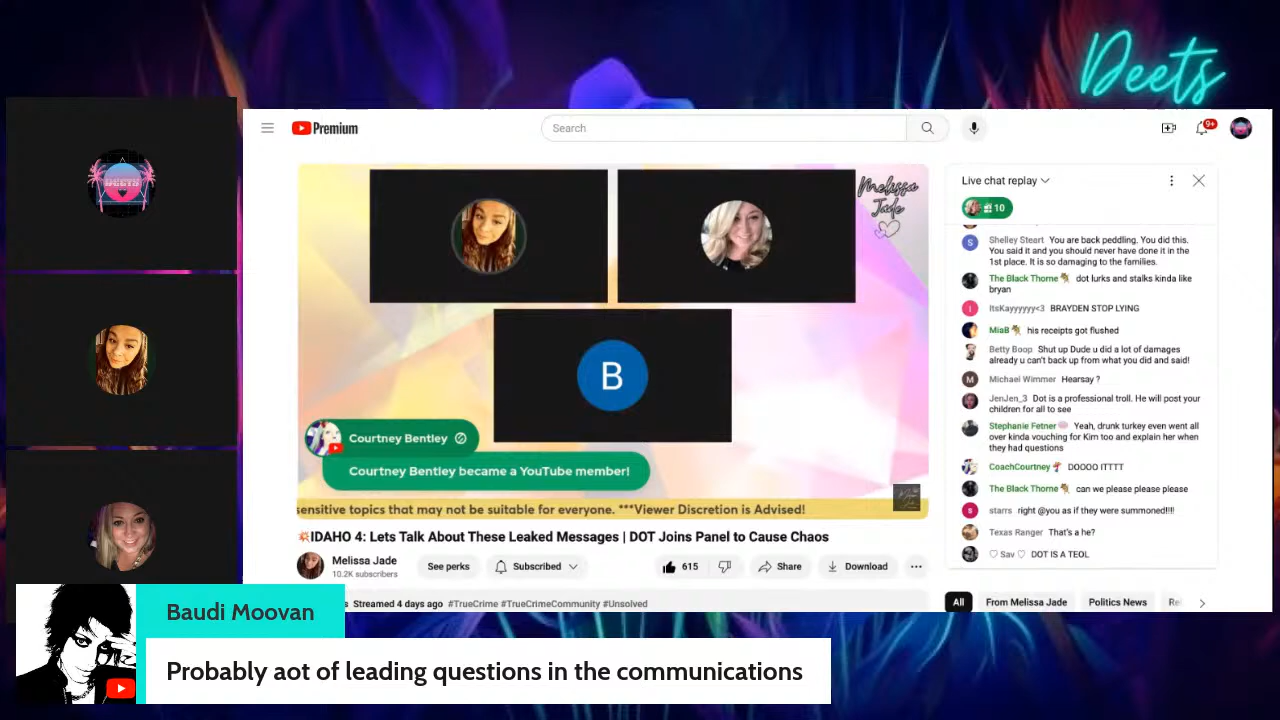 Deets
Premium
Search
9+
DEETS
Melissa
Jade
B
Courtney Bentley
Courtney Bentley became a YouTube member!
sensitive topics that may not be suitable for everyone. ***Viewer Discretion is Advised!
💥IDAHO 4: Lets Talk About These Leaked Messages | DOT Joins Panel to Cause Chaos
Melissa Jade
10.2K subscribers
See perks
Subscribed
615
Share
Download
Streamed 4 days ago #TrueCrime #TrueCrimeCommunity #Unsolved
Live chat replay
10
S
Shelley Steart You are back peddling. You did this.
You said it and you should never have done it in the
1st place. It is so damaging to the families.
The Black Thorne dot lurks and stalks kinda like
bryan
I
ItsKayyyyyy<3 BRAYDEN STOP LYING
MiaB his receipts got flushed
Betty Boop Shut up Dude u did a lot of damages
already u can't back up from what you did and said!
M
Michael Wimmer Hearsay ?
JenJen_3 Dot is a professional troll. He will post your
children for all to see
Stephanie Fetner Yeah, drunk turkey even went all
over kinda vouching for Kim too and explain her when
they had questions
CoachCourtney DOOOO ITTTT
The Black Thorne can we please please please
s
starrs right @you as if they were summoned!!!!
Texas Ranger That's a he?
♡ Sav ♡ DOT IS A TEOL
All
From Melissa Jade
Politics News
Re
Baudi Moovan
Probably aot of leading questions in the communications